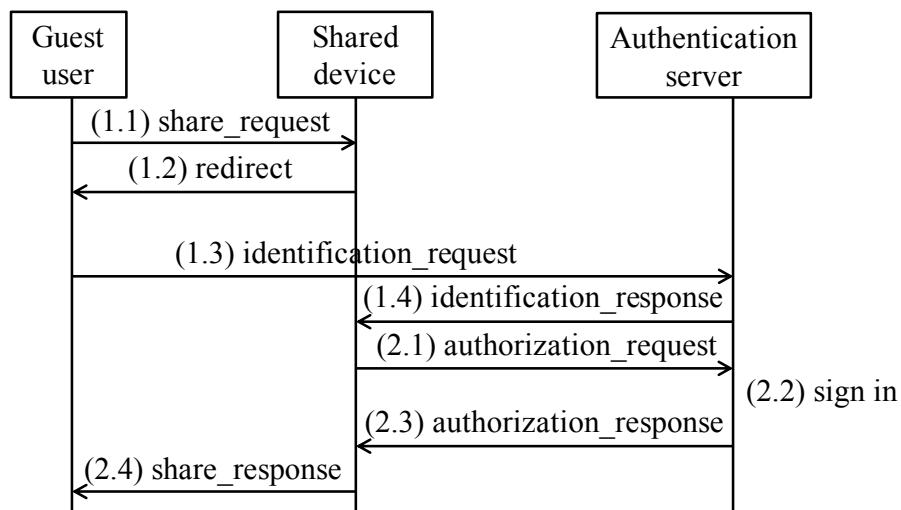 Guest
user
Shared
device
Authentication
server
(1.1) share_request
(1.2) redirect
(1.3) identification_request
(1.4) identification_response
(2.1) authorization_request
(2.2) sign in
(2.3) authorization_response
(2.4) share_response